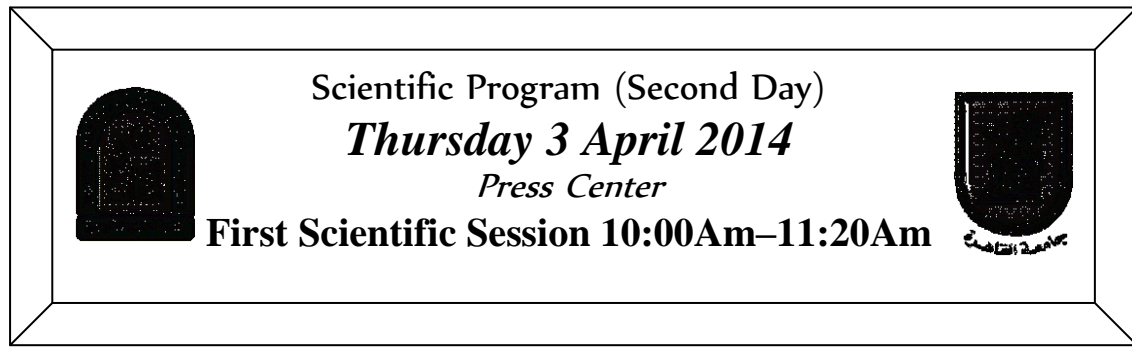 Scientific Program (Second Day)
Thursday 3 April 2014
Press Center
First Scientific Session 10:00Am–11:20Am